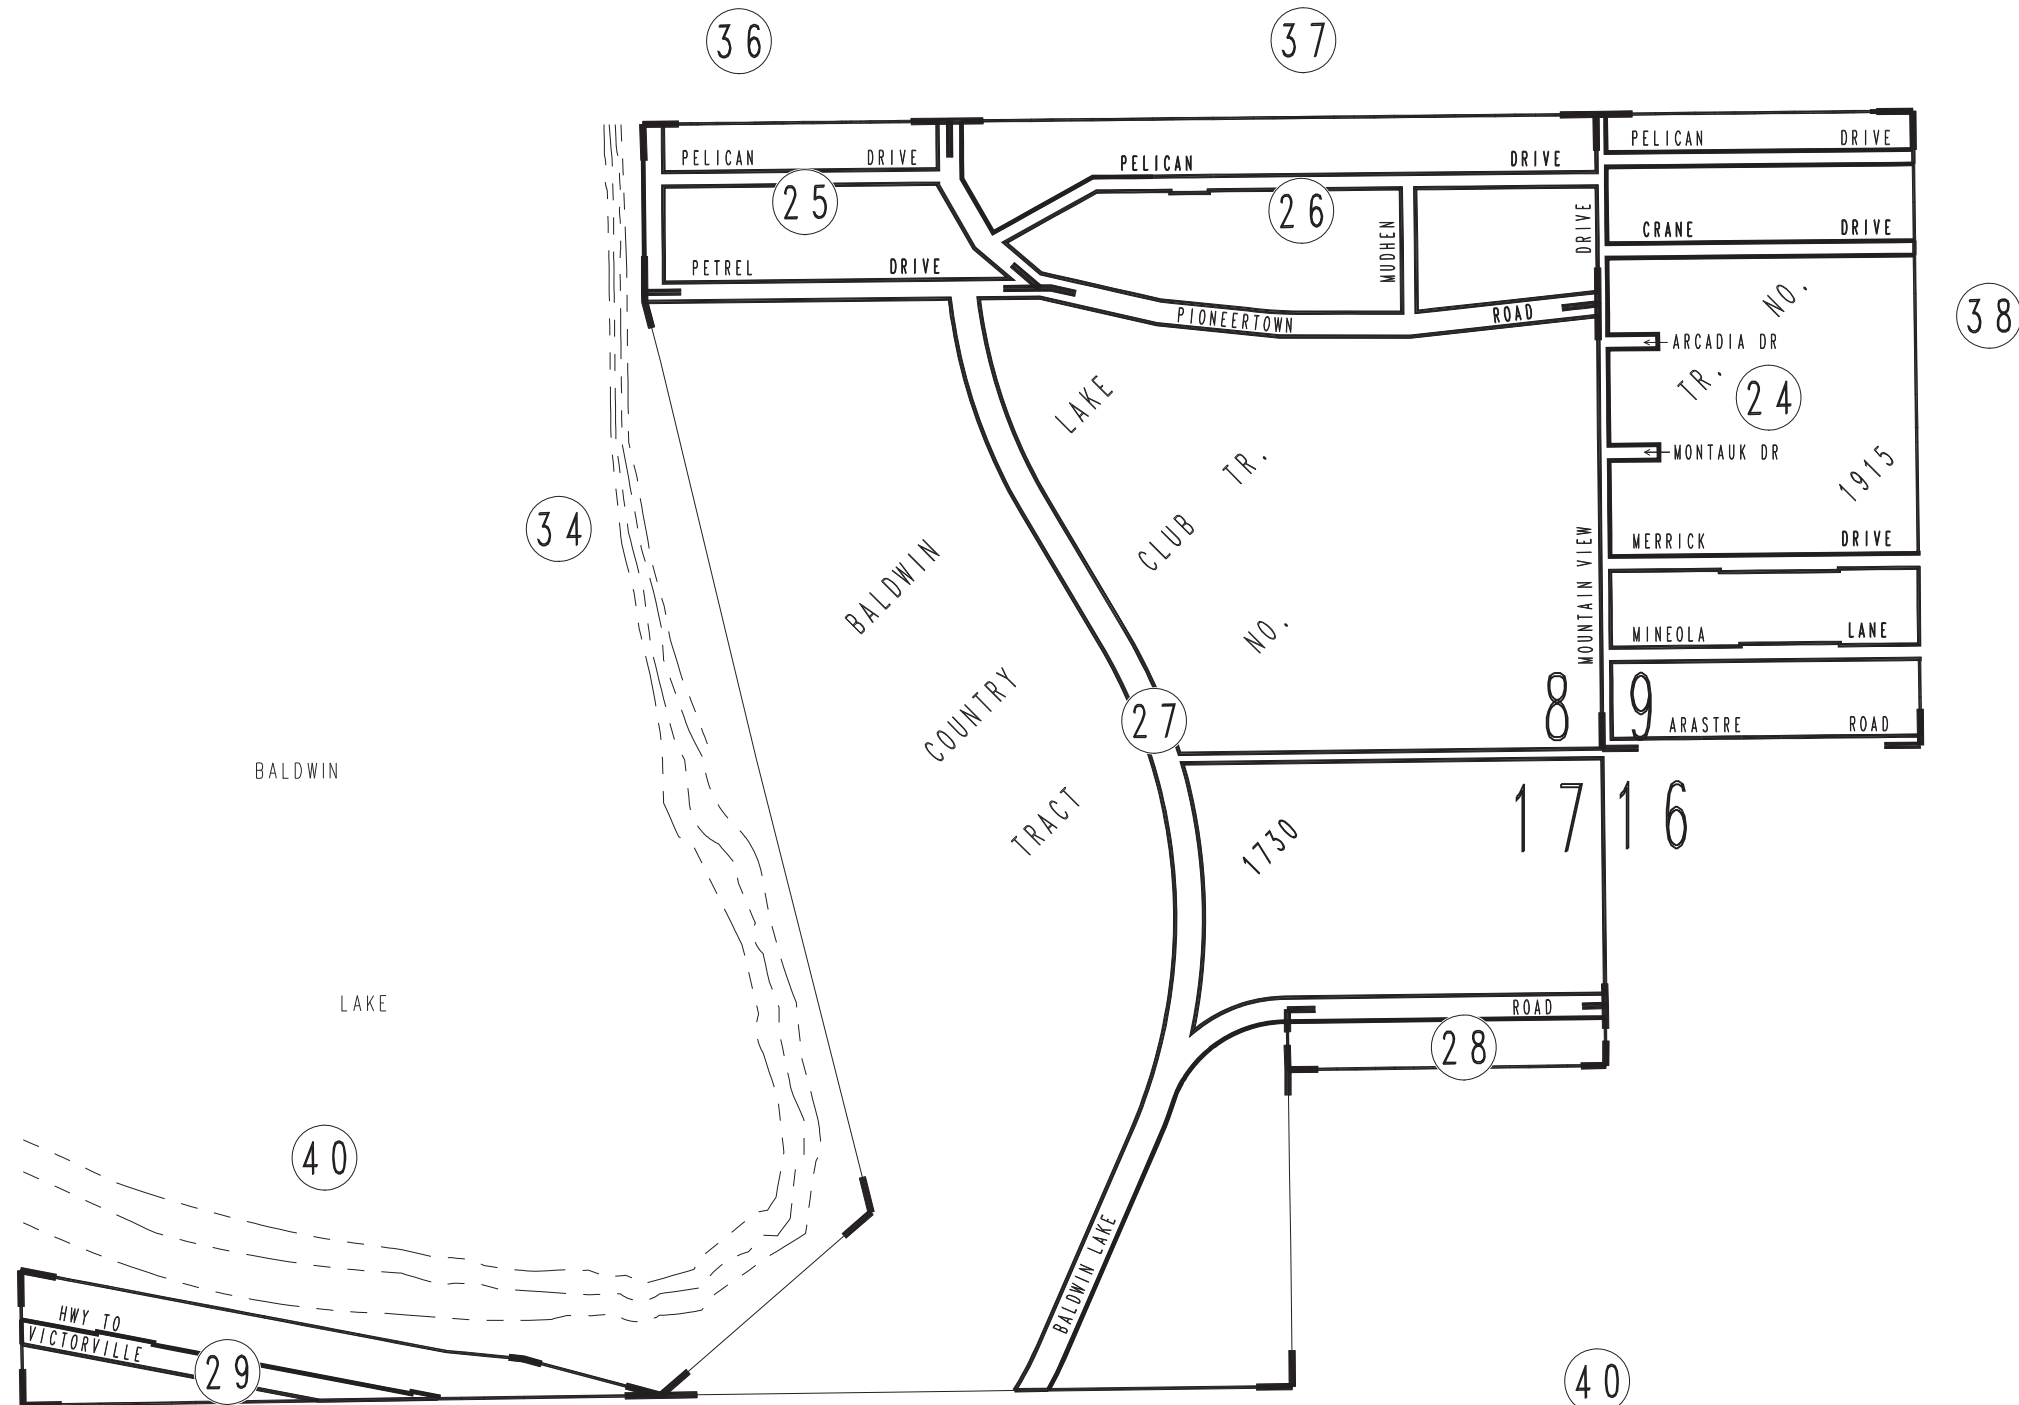 36
37
PELICAN DRIVE
PELICAN DRIVE
PELICAN DRIVE
25
26
MUDHEN
DRIVE
CRANE DRIVE
PETREL DRIVE
PIONEERTOWN ROAD
NO.
38
ARCADIA DR
TR.
24
LAKE
MONTAUK DR
TR.
1915
34
CLUB
BALDWIN
MERRICK DRIVE
MOUNTAIN VIEW
NO.
MINEOLA LANE
COUNTRY
27
8
9
ARASTRE ROAD
BALDWIN
TRACT
1730
17
16
LAKE
ROAD
28
40
BALDWIN LAKE
HWY TO
VICTORVILLE
29
40